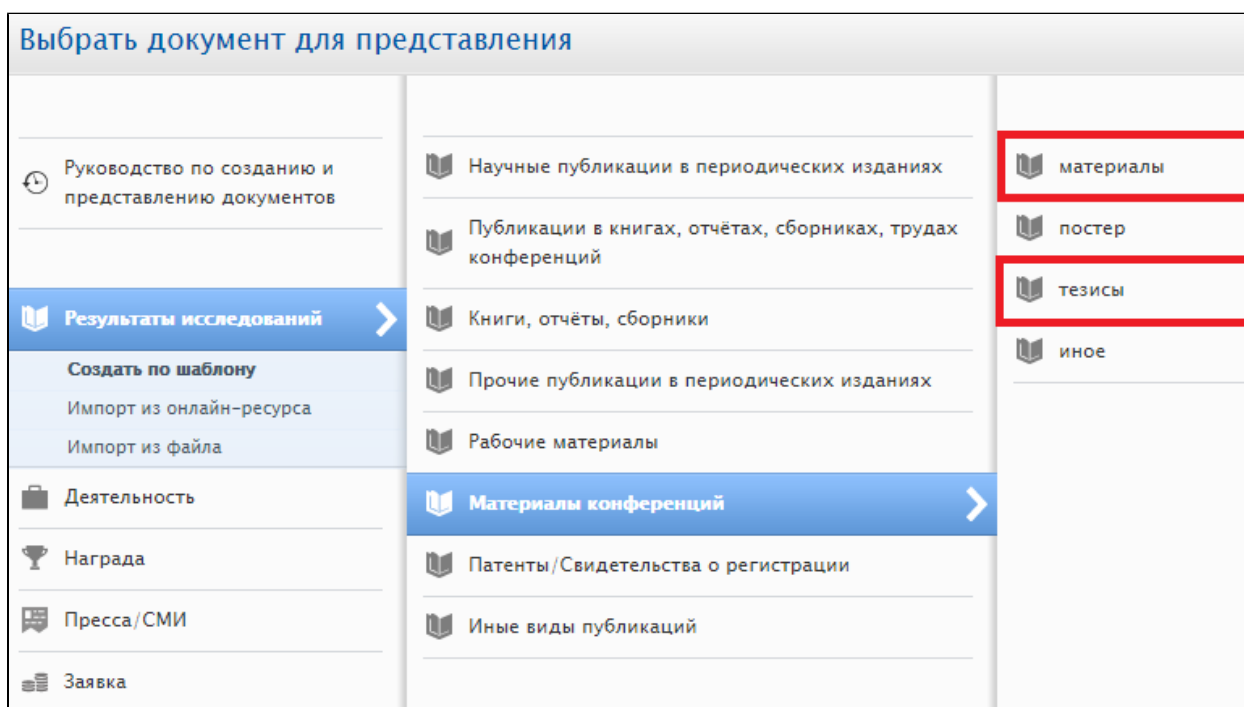 Выбрать документ для представления
Руководство по созданию и
представлению документов
Результаты исследований
Создать по шаблону
Импорт из онлайн-ресурса
Импорт из файла
Деятельность
Награда
Пресса/СМИ
Заявка
Научные публикации в периодических изданиях
Публикации в книгах, отчётах, сборниках, трудах
конференций
Книги, отчёты, сборники
Прочие публикации в периодических изданиях
Рабочие материалы
Материалы конференций
Патенты/Свидетельства о регистрации
Иные виды публикаций
материалы
постер
тезисы
иное